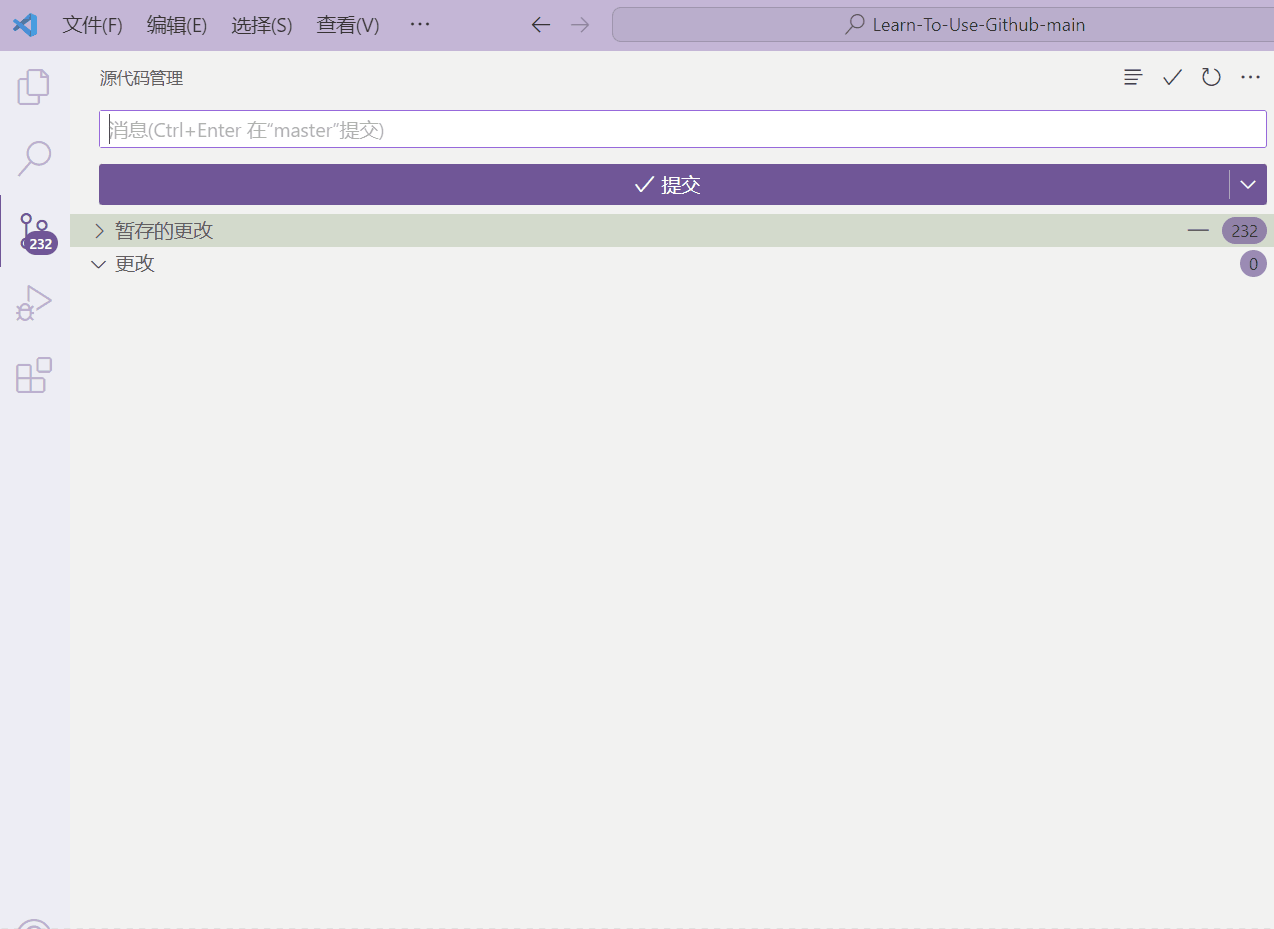 文件(F) 编辑(E) 选择(S) 查看(V) ··· Learn-To-Use-Github-main
源代码管理
消息(Ctrl+Enter 在“master”提交)
提交
暂存的更改 232
232
更改 0